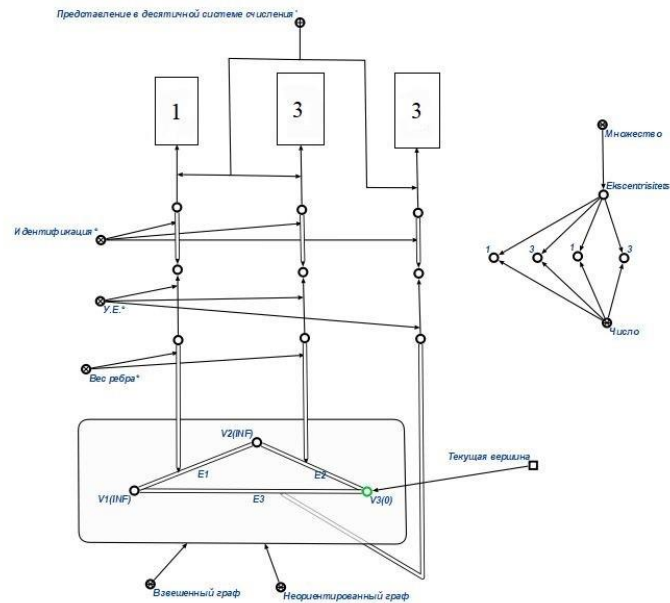 Представление в десятичной системе счисления*
1
3
3
Множество
Ekscentrisitets
Идентификация*
1
3
1
3
У.Е.*
Число
Вес ребра*
V2(INF)
Текущая вершина
E1
E2
V1(INF)
E3
V3(0)
Взвешенный граф
Неориентированный граф